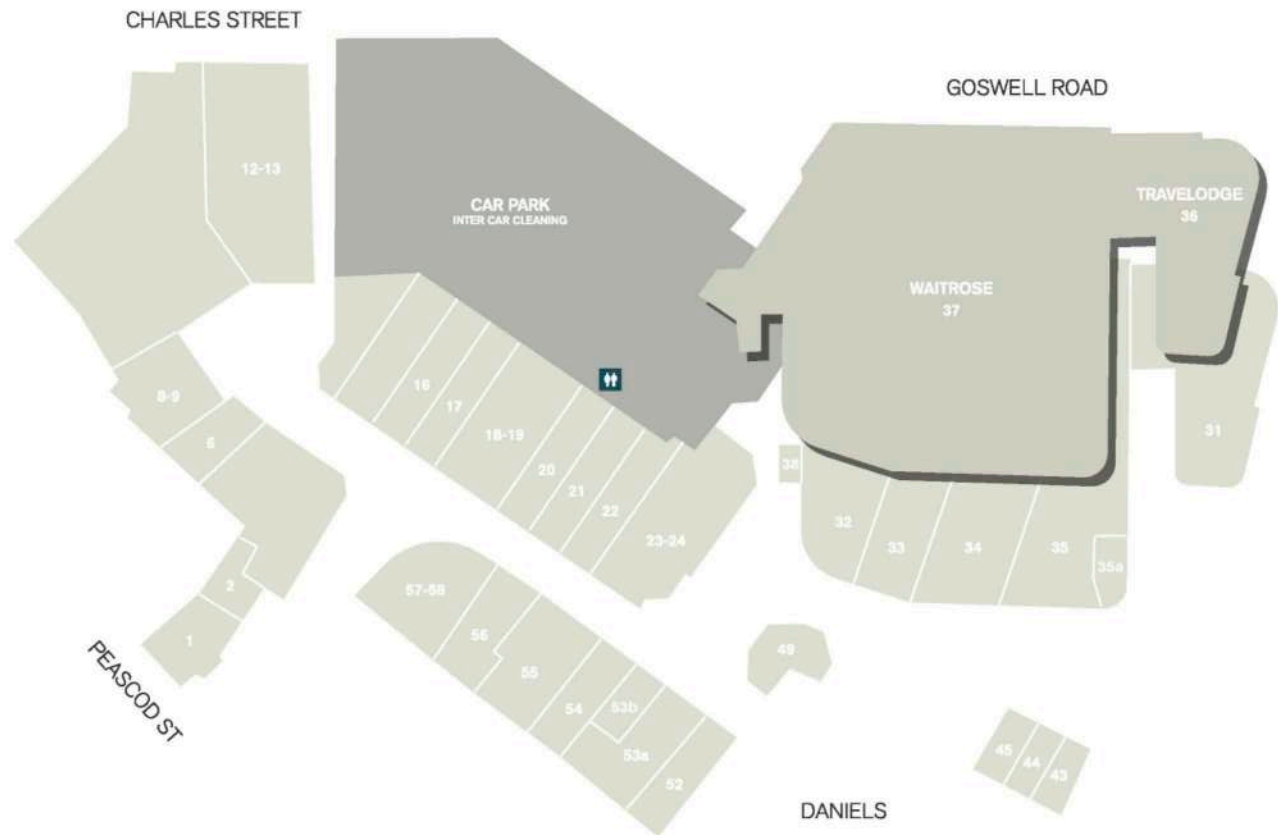 CHARLES STREET
GOSWELL ROAD
12-13
CAR PARK
INTER CAR CLEANING
TRAVELODGE
36
WAITROSE
37
8-9
6
16
17
18-19
20
21
22
23-24
38
31
32
33
34
35
35a
2
1
57-58
56
55
54
53b
53a
52
49
45
44
43
PEASCOD ST
DANIELS